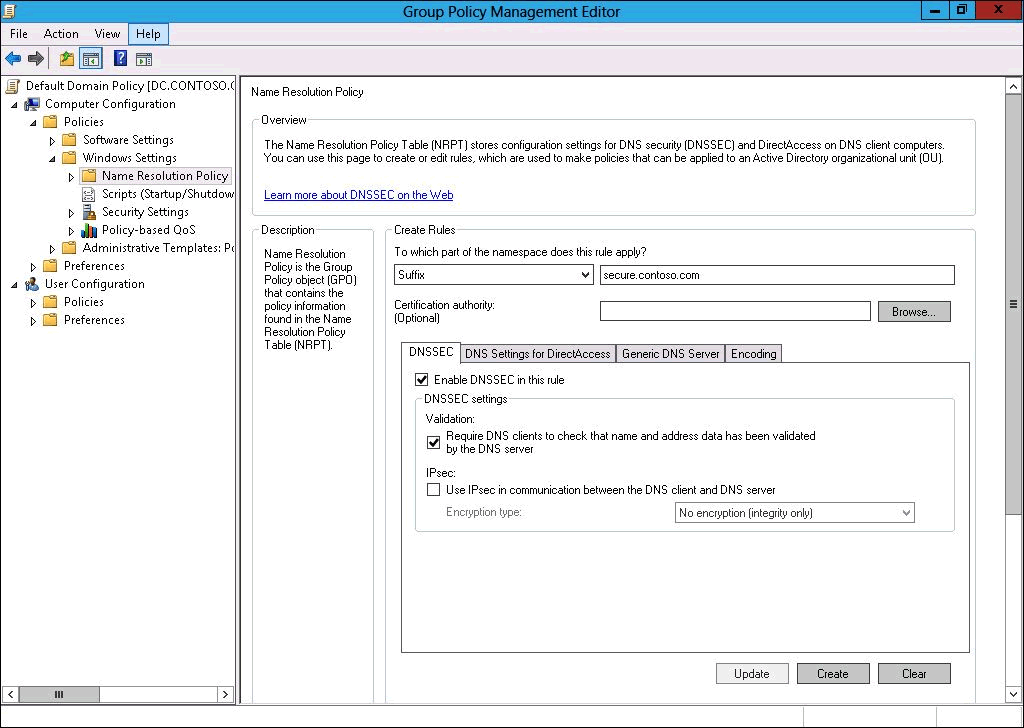 Group Policy Management Editor
File Action View Help
Default Domain Policy [DC.CONTOSO.C
Computer Configuration
Policies
Software Settings
Windows Settings
Name Resolution Policy
Scripts (Startup/Shutdow
Security Settings
Policy-based QoS
Administrative Templates: Po
Preferences
User Configuration
Policies
Preferences
Name Resolution Policy
Overview
The Name Resolution Policy Table (NRPT) stores configuration settings for DNS security (DNSSEC) and DirectAccess on DNS client computers.
You can use this page to create or edit rules, which are used to make policies that can be applied to an Active Directory organizational unit (OU).
Learn more about DNSSEC on the Web
Description
Name Resolution
Policy is the Group
Policy object (GPO)
that contains the
policy information
found in the Name
Resolution Policy
Table (NRPT).
Create Rules
To which part of the namespace does this rule apply?
Suffix secure.contoso.com
Certification authority:
(Optional)
Browse...
DNSSEC DNS Settings for DirectAccess Generic DNS Server Encoding
Enable DNSSEC in this rule
DNSSEC settings
Validation:
Require DNS clients to check that name and address data has been validated
by the DNS server
IPsec:
Use IPsec in communication between the DNS client and DNS server
Encryption type: No encryption (integrity only)
Update Create Clear